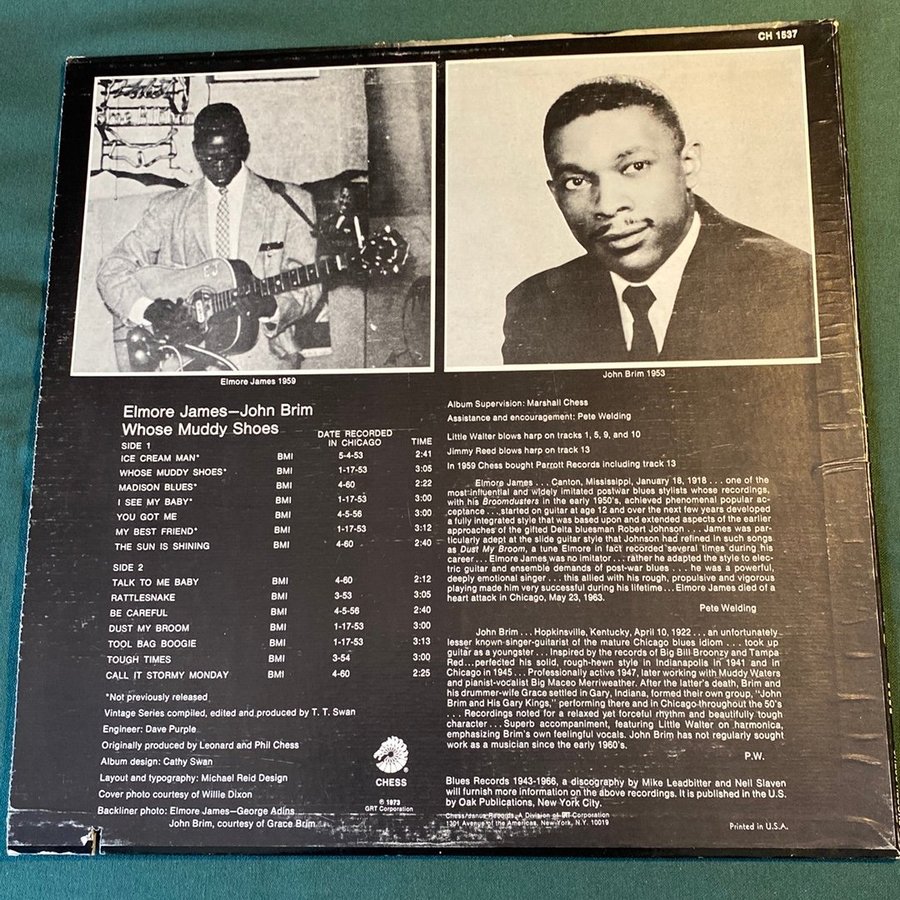 CH 1537
Elmore James 1959
John Brim 1953
Elmore James—John Brim
Whose Muddy Shoes
SIDE 1 DATE RECORDED IN CHICAGO TIME
ICE CREAM MAN* BMI 5-4-53 2:41
WHOSE MUDDY SHOES* BMI 1-17-53 3:05
MADISON BLUES* BMI 4-60 2:22
I SEE MY BABY* BMI 1-17-53 3:00
YOU GOT ME BMI 4-5-56 3:00
MY BEST FRIEND* BMI 1-17-53 3:12
THE SUN IS SHINING BMI 4-60 2:40
SIDE 2
TALK TO ME BABY BMI 4-60 2:12
RATTLESNAKE BMI 3-53 3:05
BE CAREFUL BMI 4-5-56 2:40
DUST MY BROOM BMI 1-17-53 3:00
TOOL BAG BOOGIE BMI 1-17-53 3:13
TOUGH TIMES BMI 3-54 3:00
CALL IT STORMY MONDAY BMI 4-60 2:25
*Not previously released
Vintage Series compiled, edited and produced by T. T. Swan
Engineer: Dave Purple
Originally produced by Leonard and Phil Chess
Album design: Cathy Swan
Layout and typography: Michael Reid Design
Cover photo courtesy of Willie Dixon
Backliner photo: Elmore James—George Adins
John Brim, courtesy of Grace Brim
CHESS®
℗ 1973
GRT Corporation
Album Supervision: Marshall Chess
Assistance and encouragement: Pete Welding
Little Walter blows harp on tracks 1, 5, 9, and 10
Jimmy Reed blows harp on track 13
In 1959 Chess bought Parrott Records including track 13
Elmore James . . . Canton, Mississippi, January 18, 1918 . . . one of the
most influential and widely imitated postwar blues stylists whose recordings,
with his Broomdusters in the early 1950's, achieved phenomenal popular ac-
ceptance . . . started on guitar at age 12 and over the next few years developed
a fully integrated style that was based upon and extended aspects of the earlier
approaches of the gifted Delta bluesman Robert Johnson . . . James was par-
ticularly adept at the slide guitar style that Johnson had refined in such songs
as Dust My Broom, a tune Elmore in fact recorded several times during his
career . . . Elmore James was no imitator . . . rather he adapted the style to elec-
tric guitar and ensemble demands of post-war blues . . . he was a powerful,
deeply emotional singer . . . this allied with his rough, propulsive and vigorous
playing made him very successful during his lifetime . . . Elmore James died of a
heart attack in Chicago, May 23, 1963.
Pete Welding
John Brim . . . Hopkinsville, Kentucky, April 10, 1922 . . . an unfortunately
lesser known singer-guitarist of the mature Chicago blues idiom . . . took up
guitar as a youngster . . . Inspired by the records of Big Bill Broonzy and Tampa
Red...perfected his solid, rough-hewn style in Indianapolis in 1941 and in
Chicago in 1945 . . . Professionally active 1947, later working with Muddy Waters
and pianist-vocalist Big Maceo Merriweather. After the latter's death, Brim and
his drummer-wife Grace settled in Gary, Indiana, formed their own group, "John
Brim and His Gary Kings," performing there and in Chicago throughout the 50's
. . . Recordings noted for a relaxed yet forceful rhythm and beautifully tough
character . . . Superb accompaniment, featuring Little Walter on harmonica,
emphasizing Brim's own feelingful vocals. John Brim has not regularly sought
work as a musician since the early 1960's.
P.W.
Blues Records 1943-1966, a discography by Mike Leadbitter and Neil Slaven
will furnish more information on the above recordings. It is published in the U.S.
by Oak Publications, New York City.
Chess/Janus Records, A Division of GRT Corporation
1301 Avenue of the Americas, New York, N.Y. 10019
Printed in U.S.A.